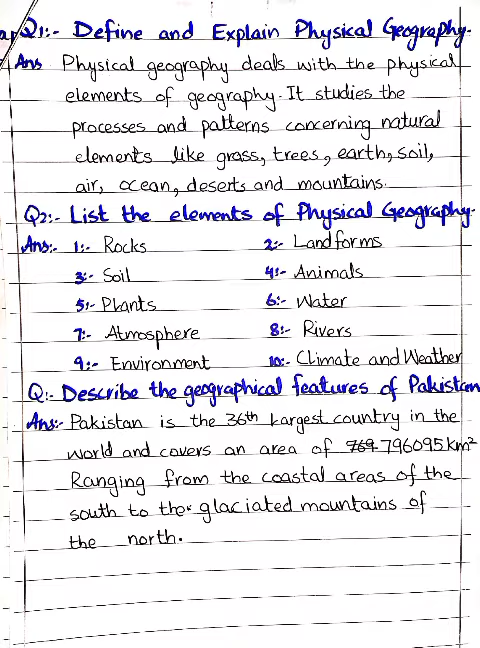 Q1:- Define and Explain Physical Geography.
Ans Physical geography deals with the physical
elements of geography. It studies the
processes and patterns concerning natural
elements like grass, trees, earth, soil,
air, ocean, deserts and mountains.
Q2:- List the elements of Physical Geography.
Ans:- 1:- Rocks 2:- Landforms
3:- Soil 4:- Animals
5:- Plants 6:- Water
7:- Atmosphere 8:- Rivers
9:- Environment 10:- Climate and Weather
Q:- Describe the geographical features of Pakistan
Ans:- Pakistan is the 36th Largest country in the
world and covers an area of 769 796095 km²
Ranging from the coastal areas of the
south to the glaciated mountains of
the north.